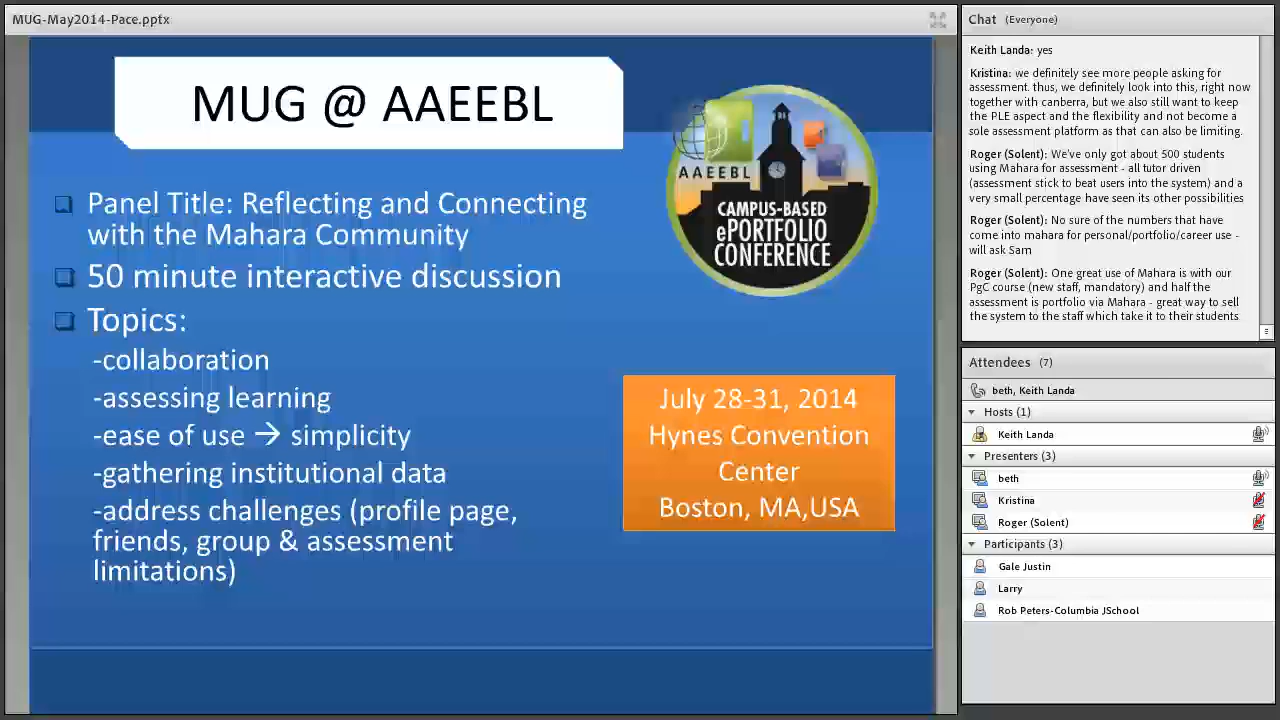 MUG-May2014-Pace.pptx
MUG @ AAEEBL
AAEEBL
CAMPUS-BASED
ePORTFOLIO
CONFERENCE
Panel Title: Reflecting and Connecting
with the Mahara Community
50 minute interactive discussion
Topics:
-collaboration
-assessing learning
-ease of use → simplicity
-gathering institutional data
-address challenges (profile page,
friends, group & assessment
limitations)
July 28-31, 2014
Hynes Convention
Center
Boston, MA,USA
Chat (Everyone)
Keith Landa: yes
Kristina: we definitely see more people asking for
assessment. thus, we definitely look into this, right now
together with canberra, but we also still want to keep
the PLE aspect and the flexibility and not become a
sole assessment platform as that can also be limiting.
Roger (Solent): We've only got about 500 students
using Mahara for assessment - all tutor driven
(assessment stick to beat users into the system) and a
very small percentage have seen its other possibilities
Roger (Solent): No sure of the numbers that have
come into mahara for personal/portfolio/career use -
will ask Sam
Roger (Solent): One great use of Mahara is with our
PgC course (new staff, mandatory) and half the
assessment is portfolio via Mahara - great way to sell
the system to the staff which take it to their students
Attendees (7)
beth, Keith Landa
Hosts (1)
Keith Landa
Presenters (3)
beth
Kristina
Roger (Solent)
Participants (3)
Gale Justin
Larry
Rob Peters-Columbia JSchool